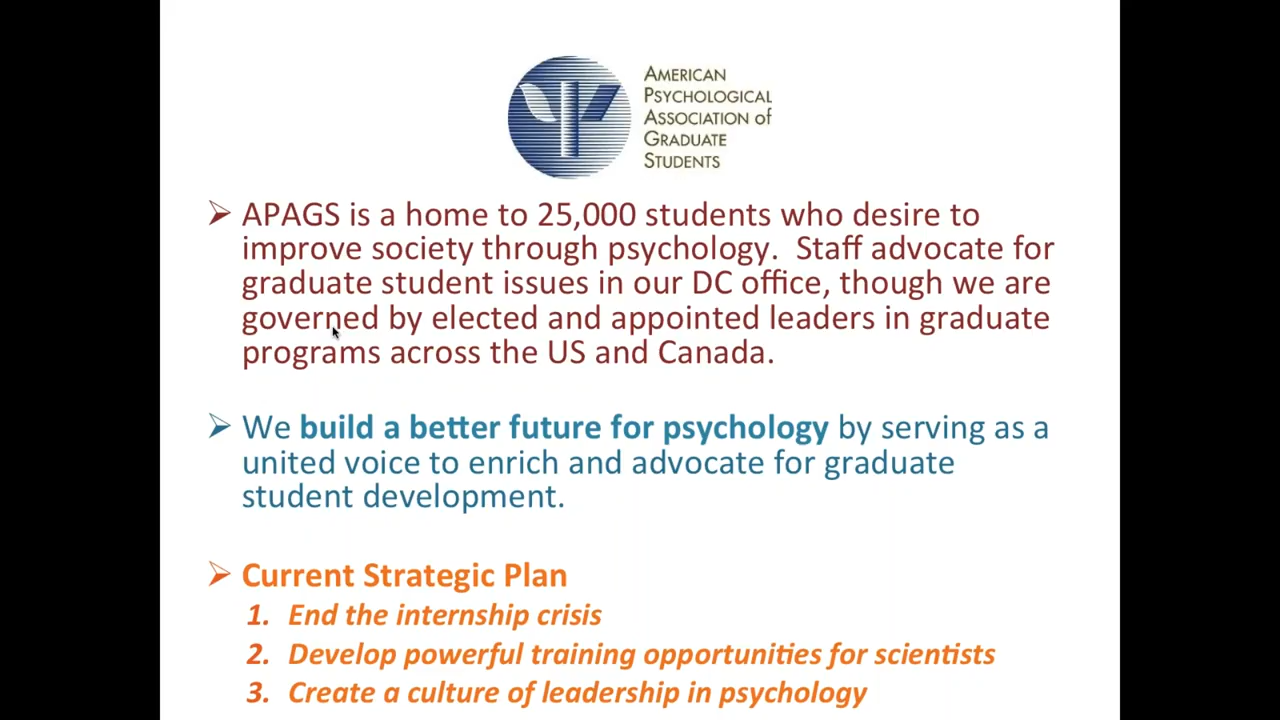 AMERICAN
PSYCHOLOGICAL
ASSOCIATION of
GRADUATE
STUDENTS
APAGS is a home to 25,000 students who desire to
improve society through psychology. Staff advocate for
graduate student issues in our DC office, though we are
governed by elected and appointed leaders in graduate
programs across the US and Canada.
We build a better future for psychology by serving as a
united voice to enrich and advocate for graduate
student development.
Current Strategic Plan
1. End the internship crisis
2. Develop powerful training opportunities for scientists
3. Create a culture of leadership in psychology